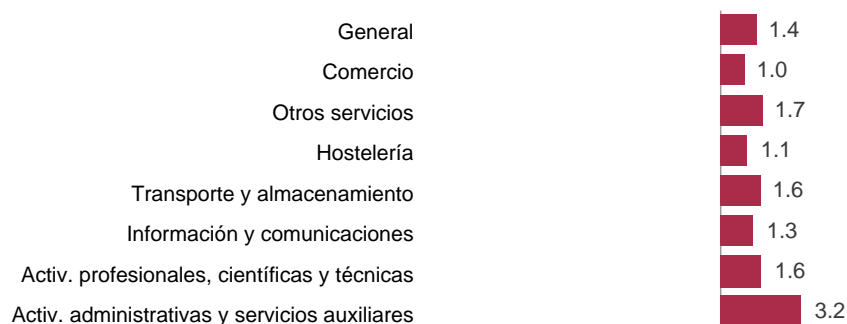 General 1.4
Comercio 1.0
Otros servicios 1.7
Hostelería 1.1
Transporte y almacenamiento 1.6
Información y comunicaciones 1.3
Activ. profesionales, científicas y técnicas 1.6
Activ. administrativas y servicios auxiliares 3.2